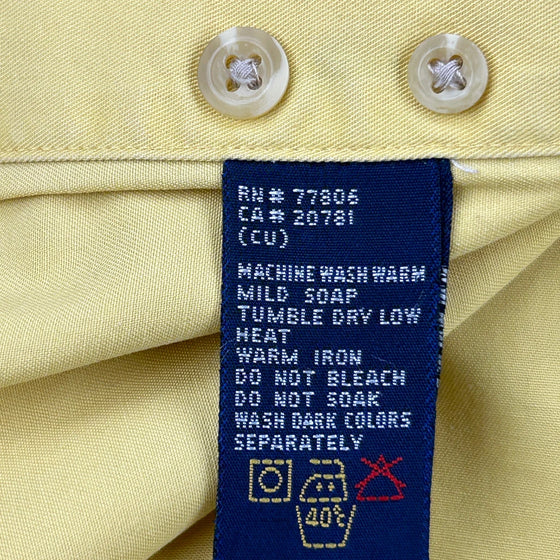 RN# 77806
CA# 20781
(CU)
MACHINE WASH WARM
MILD SOAP
TUMBLE DRY LOW
HEAT
WARM IRON
DO NOT BLEACH
DO NOT SOAK
WASH DARK COLORS
SEPARATELY
40°C